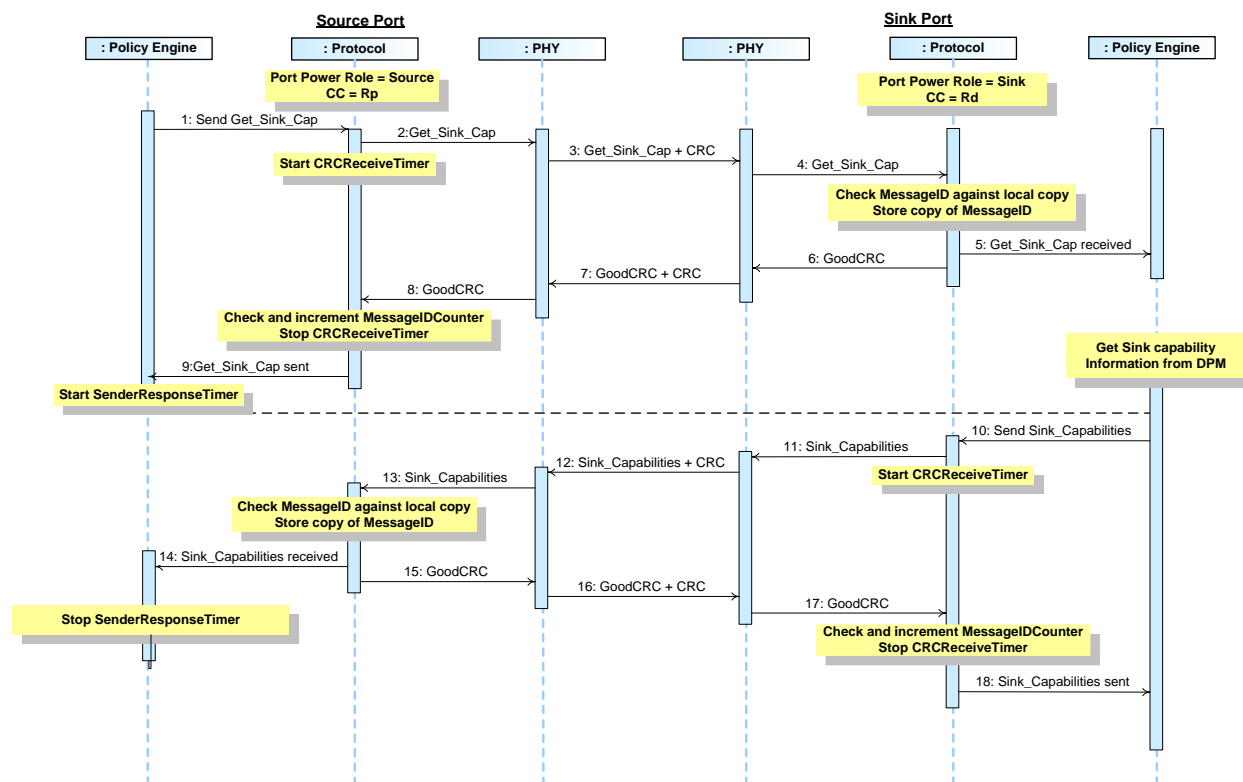 Source Port
Sink Port
: Policy Engine
: Protocol
: PHY
: PHY
: Protocol
: Policy Engine
Port Power Role = Source
CC = Rp
Port Power Role = Sink
CC = Rd
1: Send Get_Sink_Cap
2:Get_Sink_Cap
Start CRCReceiveTimer
3: Get_Sink_Cap + CRC
4: Get_Sink_Cap
Check MessageID against local copy
Store copy of MessageID
5: Get_Sink_Cap received
6: GoodCRC
7: GoodCRC + CRC
8: GoodCRC
Check and increment MessageIDCounter
Stop CRCReceiveTimer
9:Get_Sink_Cap sent
Start SenderResponseTimer
Get Sink capability
Information from DPM
10: Send Sink_Capabilities
11: Sink_Capabilities
Start CRCReceiveTimer
12: Sink_Capabilities + CRC
13: Sink_Capabilities
Check MessageID against local copy
Store copy of MessageID
14: Sink_Capabilities received
15: GoodCRC
16: GoodCRC + CRC
17: GoodCRC
Stop SenderResponseTimer
Check and increment MessageIDCounter
Stop CRCReceiveTimer
18: Sink_Capabilities sent